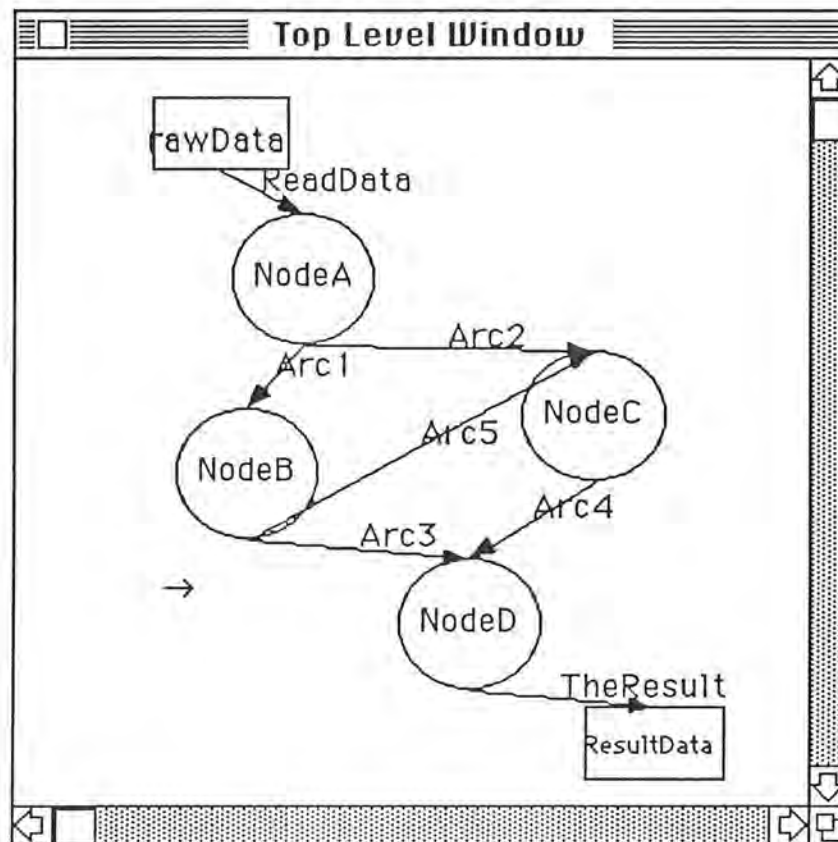 Top Level Window
rawData
ReadData
NodeA
Arc2
Arc1
NodeC
Arc5
NodeB
Arc4
Arc3
NodeD
TheResult
ResultData